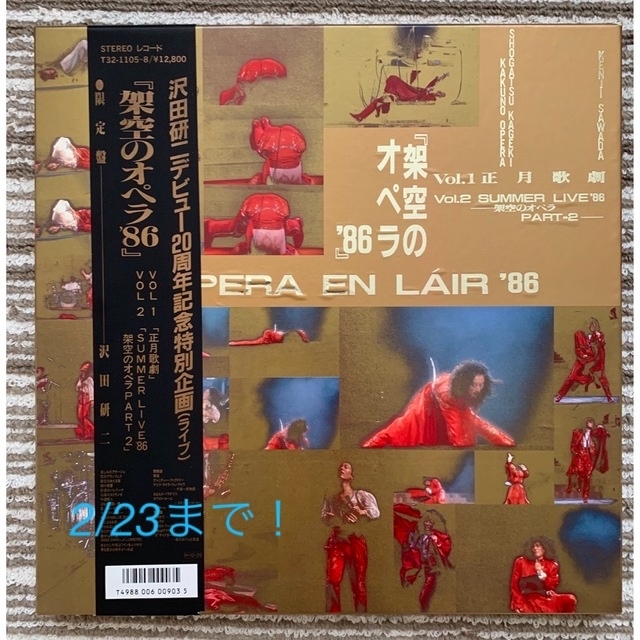 STEREO レコード
T32-1105-8/¥12,800
沢田研二デビュー20周年記念特別企画(ライブ)
『架空のオペラ'86』
●限定盤
沢田研二
VOL 1 「正月歌劇」
VOL 2 「SUMMER LIVE'86
架空のオペラPART2」
KENJI SAWADA
SHOGATSU KAGEKI
KAKUNO OPERA
『架空の
オペラ
'86』
Vol.1 正月歌劇
Vol.2 SUMMER LIVE'86
架空のオペラ
PART-2
PERA EN LÁIR '86
2/23まで！
T4988 006 00903 5